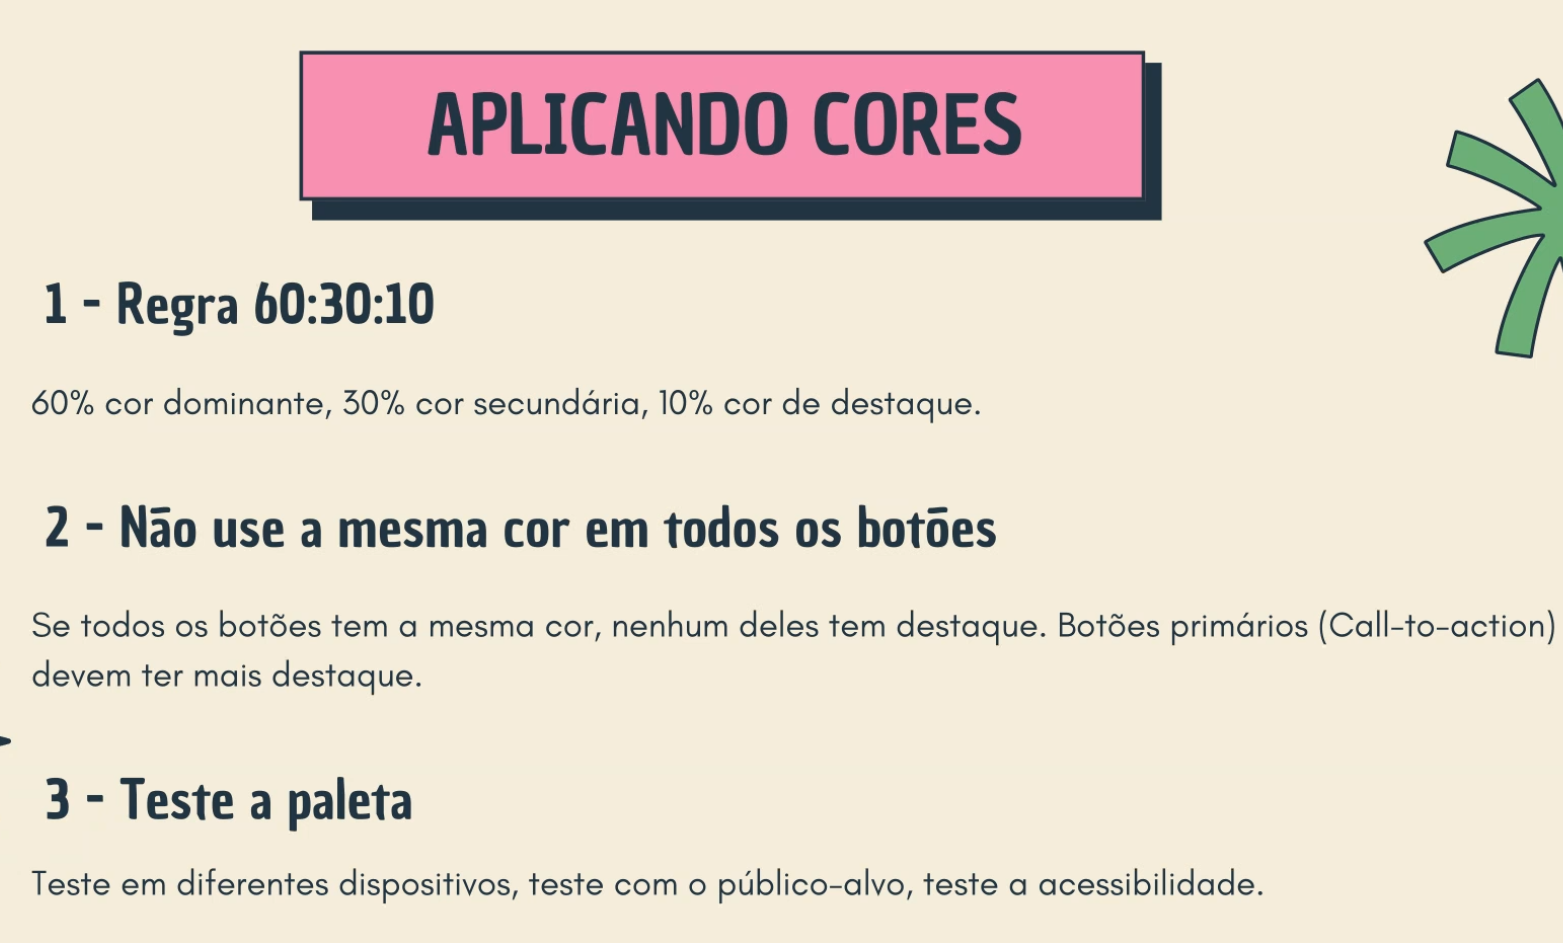 APLICANDO CORES
1 - Regra 60:30:10
60% cor dominante, 30% cor secundária, 10% cor de destaque.
2 - Não use a mesma cor em todos os botões
Se todos os botões tem a mesma cor, nenhum deles tem destaque. Botões primários (Call-to-action)
devem ter mais destaque.
3 - Teste a paleta
Teste em diferentes dispositivos, teste com o público-alvo, teste a acessibilidade.